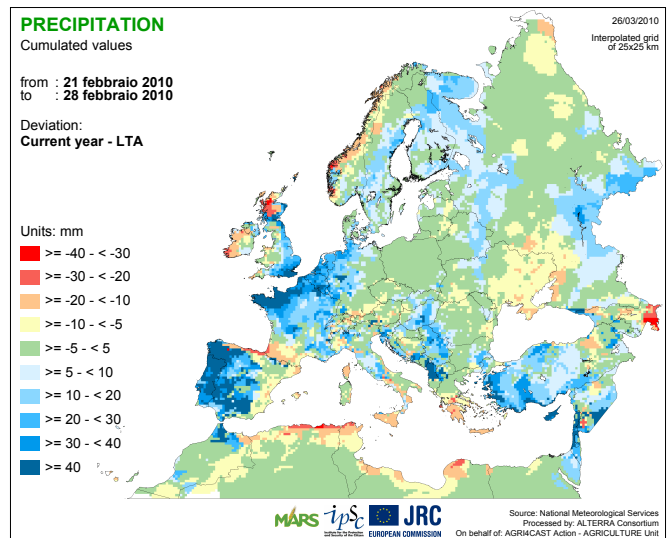 PRECIPITATION
Cumulated values
26/03/2010
Interpolated grid
of 25x25 km
from : 21 febbraio 2010
to : 28 febbraio 2010
Deviation:
Current year - LTA
Units: mm
>= -40 - < -30
>= -30 - < -20
>= -20 - < -10
>= -10 - < -5
>= -5 - < 5
>= 5 - < 10
>= 10 - < 20
>= 20 - < 30
>= 30 - < 40
>= 40
MARS ipsc JRC
EUROPEAN COMMISSION
Source: National Meteorological Services
Processed by: ALTERRA Consortium
On behalf of: AGRI4CAST Action - AGRICULTURE Unit